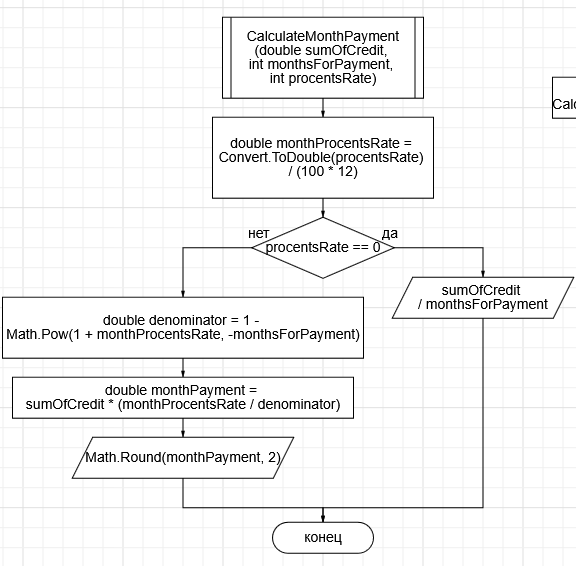 CalculateMonthPayment
(double sumOfCredit,
int monthsForPayment,
int procentsRate)
double monthProcentsRate =
Convert.ToDouble(procentsRate)
/ (100 * 12)
нет
procentsRate == 0
да
sumOfCredit
/ monthsForPayment
double denominator = 1 -
Math.Pow(1 + monthProcentsRate, -monthsForPayment)
double monthPayment =
sumOfCredit * (monthProcentsRate / denominator)
Math.Round(monthPayment, 2)
конец